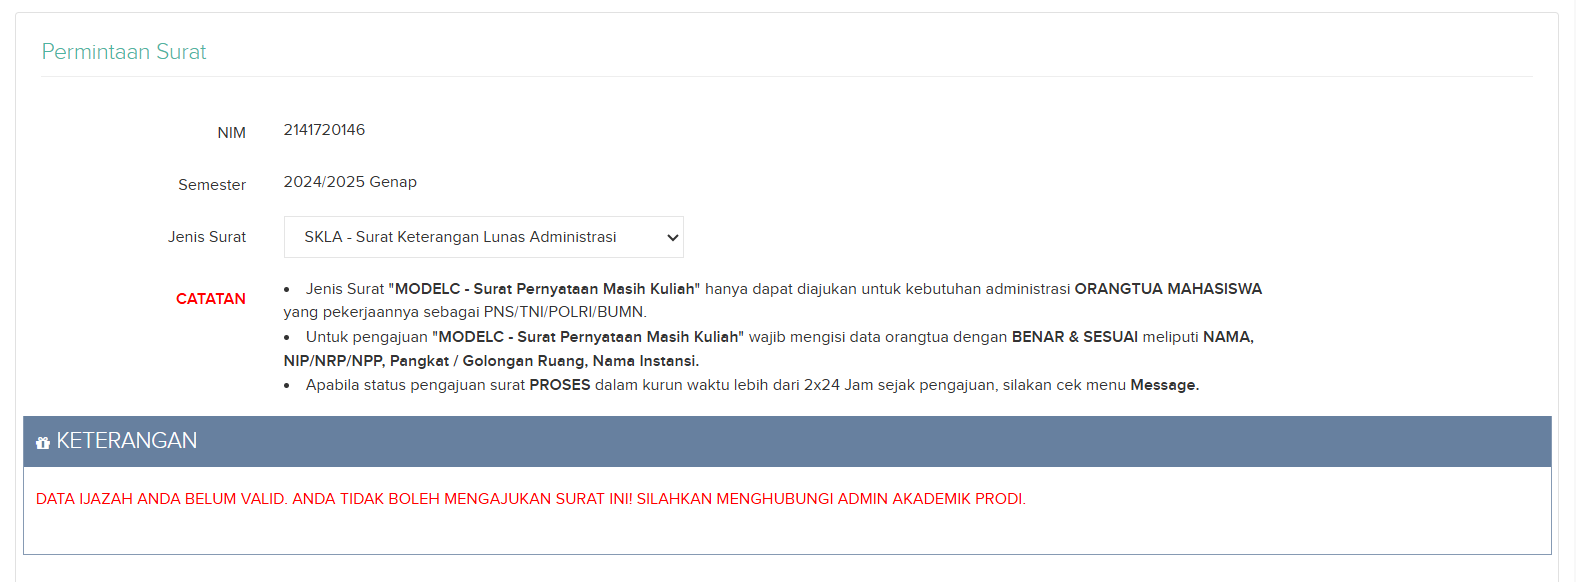 Permintaan Surat
NIM 2141720146
Semester 2024/2025 Genap
Jenis Surat SKLA - Surat Keterangan Lunas Administrasi
CATATAN
• Jenis Surat "MODELC - Surat Pernyataan Masih Kuliah" hanya dapat diajukan untuk kebutuhan administrasi ORANGTUA MAHASISWA
yang pekerjaannya sebagai PNS/TNI/POLRI/BUMN.
• Untuk pengajuan "MODELC - Surat Pernyataan Masih Kuliah" wajib mengisi data orangtua dengan BENAR & SESUAI meliputi NAMA,
NIP/NRP/NPP, Pangkat / Golongan Ruang, Nama Instansi.
• Apabila status pengajuan surat PROSES dalam kurun waktu lebih dari 2x24 Jam sejak pengajuan, silakan cek menu Message.
KETERANGAN
DATA IJAZAH ANDA BELUM VALID. ANDA TIDAK BOLEH MENGAJUKAN SURAT INI! SILAHKAN MENGHUBUNGI ADMIN AKADEMIK PRODI.